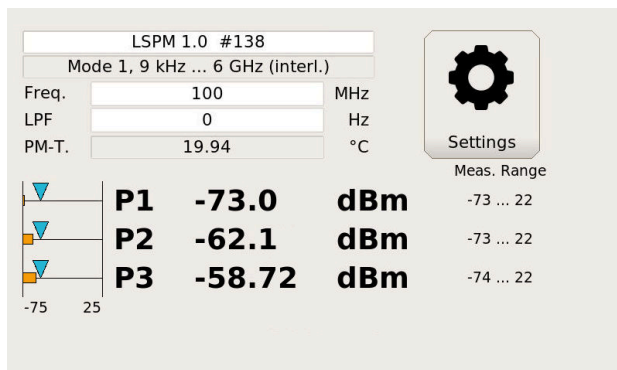 LSPM 1.0 #138
Mode 1, 9 kHz ... 6 GHz (interl.)
Freq. 100 MHz
LPF 0 Hz
PM-T. 19.94 °C
Settings
Meas. Range
P1 -73.0 dBm -73 ... 22
P2 -62.1 dBm -73 ... 22
P3 -58.72 dBm -74 ... 22
-75 25